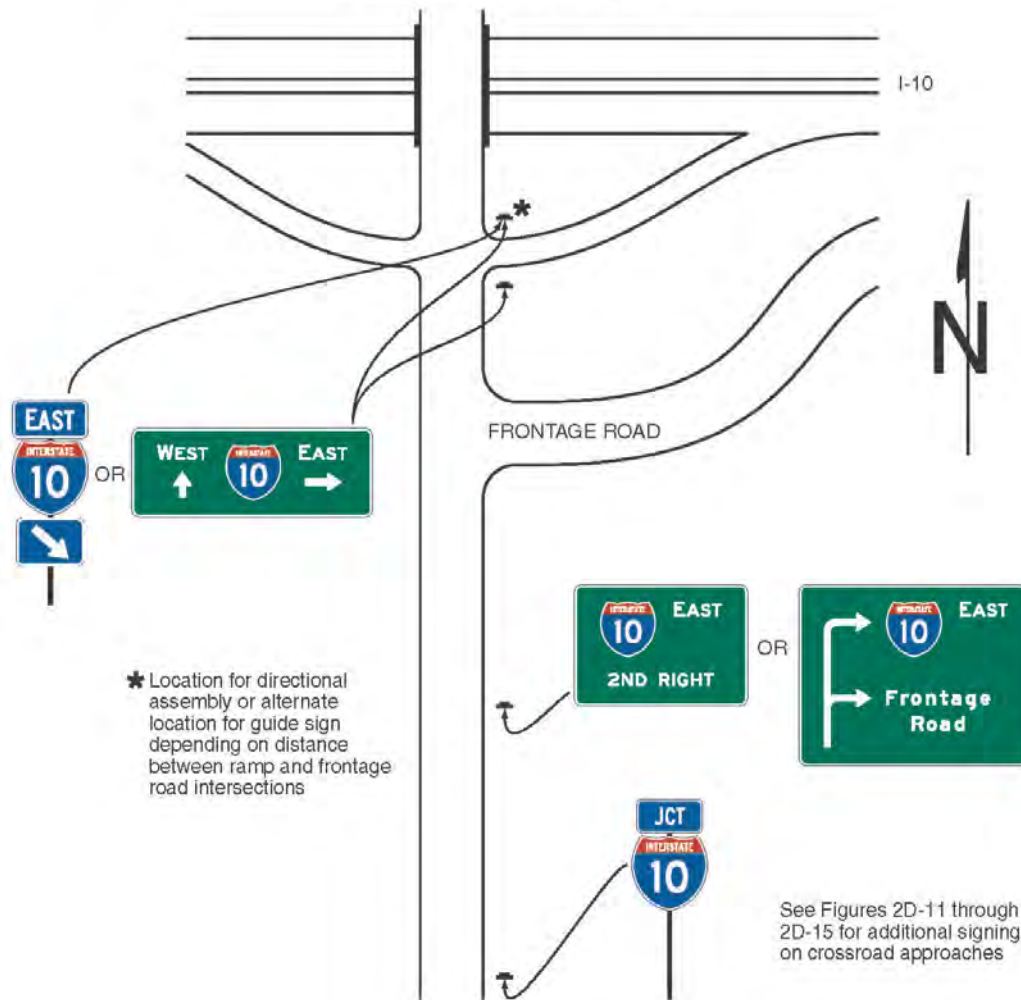 I-10
*
N
FRONTAGE ROAD
EAST
INTERSTATE
10
OR
WEST
INTERSTATE
10
EAST
INTERSTATE
10
EAST
2ND RIGHT
OR
INTERSTATE
10
EAST
Frontage
Road
* Location for directional
assembly or alternate
location for guide sign
depending on distance
between ramp and frontage
road intersections
JCT
INTERSTATE
10
See Figures 2D-11 through
2D-15 for additional signing
on crossroad approaches